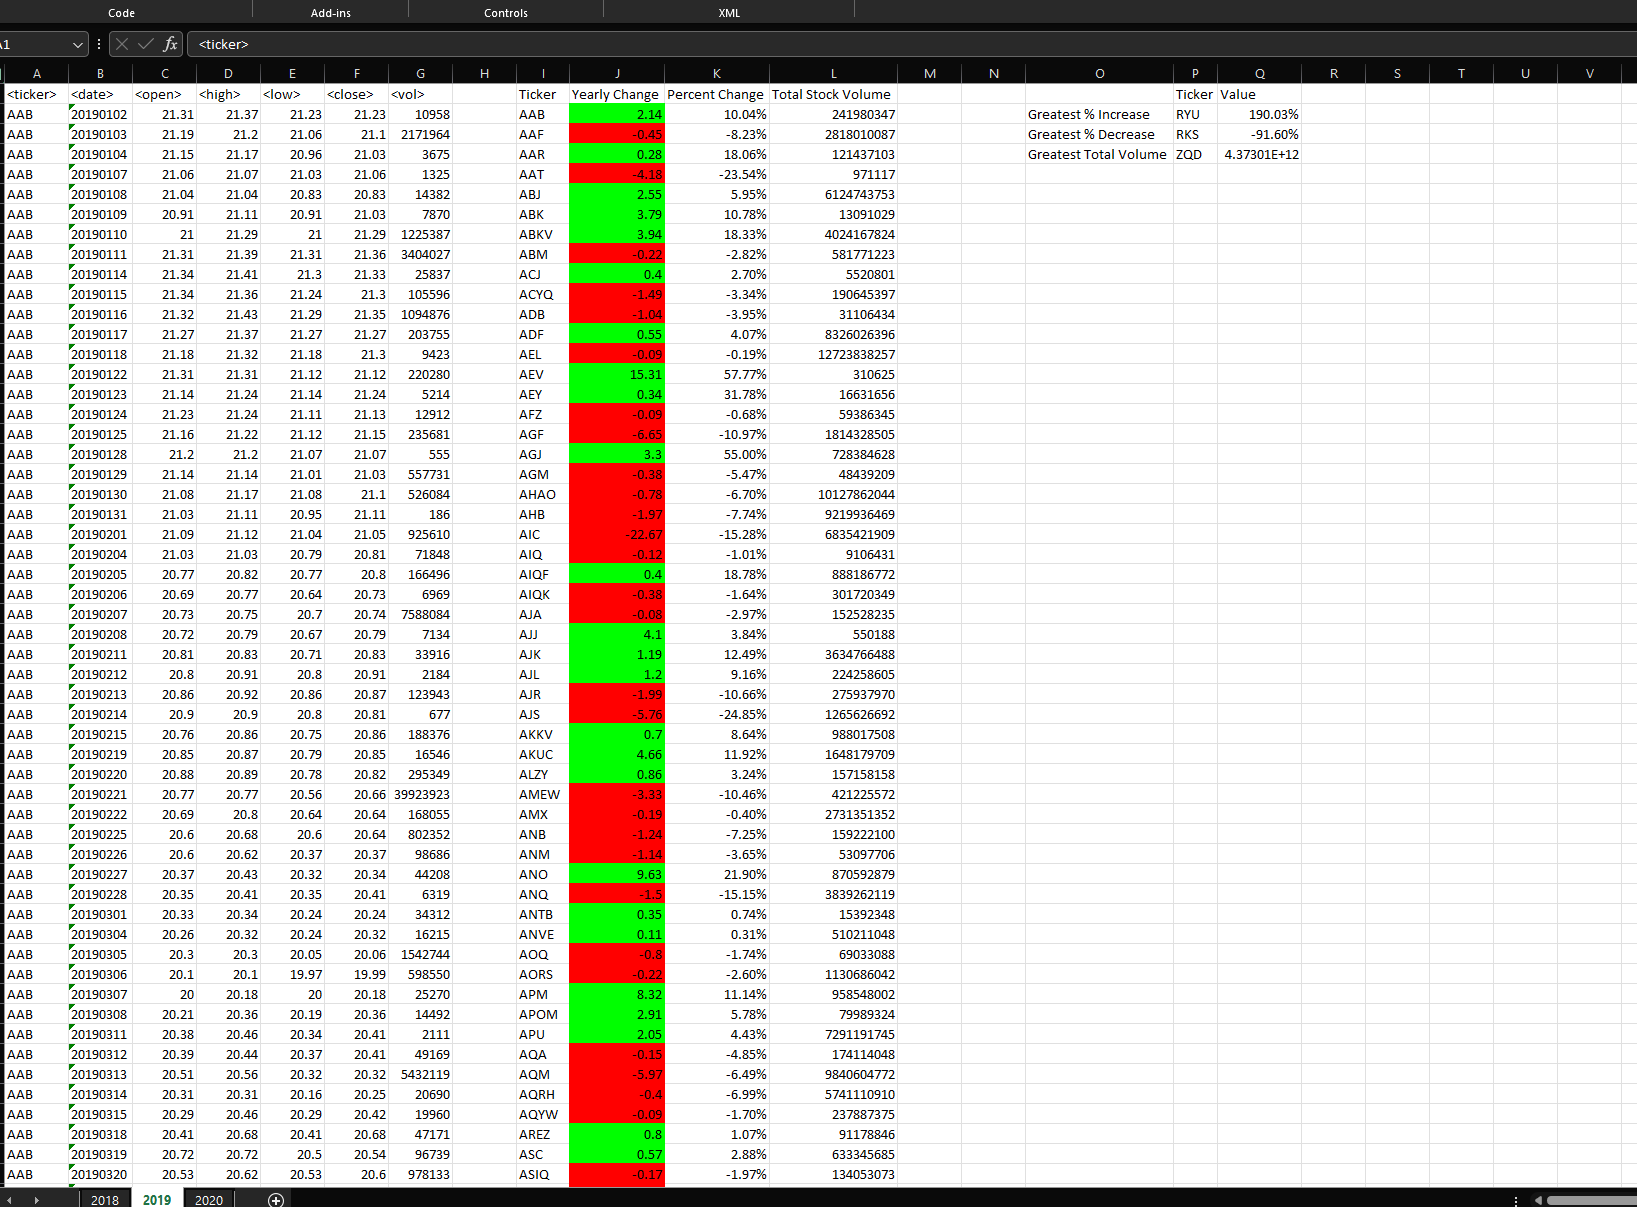 Code Add-ins Controls XML
A1 fx <ticker>
A B C D E F G H I J K L M N O P Q R S T U V
<ticker> <date> <open> <high> <low> <close> <vol> Ticker Yearly Change Percent Change Total Stock Volume Ticker Value
AAB 20190102 21.31 21.37 21.23 21.23 10958 AAB 2.14 10.04% 241980347 Greatest % Increase RYU 190.03%
AAB 20190103 21.19 21.2 21.06 21.1 2171964 AAF -0.45 -8.23% 2818010087 Greatest % Decrease RKS -91.60%
AAB 20190104 21.15 21.17 20.96 21.03 3675 AAR 0.28 18.06% 121437103 Greatest Total Volume ZQD 4.37301E+12
AAB 20190107 21.06 21.07 21.03 21.06 1325 AAT -4.18 -23.54% 971117
AAB 20190108 21.04 21.04 20.83 20.83 14382 ABJ 2.55 5.95% 6124743753
AAB 20190109 20.91 21.11 20.91 21.03 7870 ABK 3.79 10.78% 13091029
AAB 20190110 21 21.29 21 21.29 1225387 ABKV 3.94 18.33% 4024167824
AAB 20190111 21.31 21.39 21.31 21.36 3404027 ABM -0.22 -2.82% 581771223
AAB 20190114 21.34 21.41 21.3 21.33 25837 ACJ 0.4 2.70% 5520801
AAB 20190115 21.34 21.36 21.24 21.3 105596 ACYQ -1.49 -3.34% 190645397
AAB 20190116 21.32 21.43 21.29 21.35 1094876 ADB -1.04 -3.95% 31106434
AAB 20190117 21.27 21.37 21.27 21.27 203755 ADF 0.55 4.07% 8326026396
AAB 20190118 21.18 21.32 21.18 21.3 9423 AEL -0.09 -0.19% 12723838257
AAB 20190122 21.31 21.31 21.12 21.12 220280 AEV 15.31 57.77% 310625
AAB 20190123 21.14 21.24 21.14 21.24 5214 AEY 0.34 31.78% 16631656
AAB 20190124 21.23 21.24 21.11 21.13 12912 AFZ -0.09 -0.68% 59386345
AAB 20190125 21.16 21.22 21.12 21.15 235681 AGF -6.65 -10.97% 1814328505
AAB 20190128 21.2 21.2 21.07 21.07 555 AGJ 3.3 55.00% 728384628
AAB 20190129 21.14 21.14 21.01 21.03 557731 AGM -0.38 -5.47% 48439209
AAB 20190130 21.08 21.17 21.08 21.1 526084 AHAO -0.78 -6.70% 10127862044
AAB 20190131 21.03 21.11 20.95 21.11 186 AHB -1.97 -7.74% 9219936469
AAB 20190201 21.09 21.12 21.04 21.05 925610 AIC -22.67 -15.28% 6835421909
AAB 20190204 21.03 21.03 20.79 20.81 71848 AIQ -0.12 -1.01% 9106431
AAB 20190205 20.77 20.82 20.77 20.8 166496 AIQF 0.4 18.78% 888186772
AAB 20190206 20.69 20.77 20.64 20.73 6969 AIQK -0.38 -1.64% 301720349
AAB 20190207 20.73 20.75 20.7 20.74 7588084 AJA -0.08 -2.97% 152528235
AAB 20190208 20.72 20.79 20.67 20.79 7134 AJJ 4.1 3.84% 550188
AAB 20190211 20.81 20.83 20.71 20.83 33916 AJK 1.19 12.49% 3634766488
AAB 20190212 20.8 20.91 20.8 20.91 2184 AJL 1.2 9.16% 224258605
AAB 20190213 20.86 20.92 20.86 20.87 123943 AJR -1.99 -10.66% 275937970
AAB 20190214 20.9 20.9 20.8 20.81 677 AJS -5.76 -24.85% 1265626692
AAB 20190215 20.76 20.86 20.75 20.86 188376 AKKV 0.7 8.64% 988017508
AAB 20190219 20.85 20.87 20.79 20.85 16546 AKUC 4.66 11.92% 1648179709
AAB 20190220 20.88 20.89 20.78 20.82 295349 ALZY 0.86 3.24% 157158158
AAB 20190221 20.77 20.77 20.56 20.66 39923923 AMEW -3.33 -10.46% 421225572
AAB 20190222 20.69 20.8 20.64 20.64 168055 AMX -0.19 -0.40% 2731351352
AAB 20190225 20.6 20.68 20.6 20.64 802352 ANB -1.24 -7.25% 159222100
AAB 20190226 20.6 20.62 20.37 20.37 98686 ANM -1.14 -3.65% 53097706
AAB 20190227 20.37 20.43 20.32 20.34 44208 ANO 9.63 21.90% 870592879
AAB 20190228 20.35 20.41 20.35 20.41 6319 ANQ -1.5 -15.15% 3839262119
AAB 20190301 20.33 20.34 20.24 20.24 34312 ANTB 0.35 0.74% 15392348
AAB 20190304 20.26 20.32 20.24 20.32 16215 ANVE 0.11 0.31% 510211048
AAB 20190305 20.3 20.3 20.05 20.06 1542744 AOQ -0.8 -1.74% 69033088
AAB 20190306 20.1 20.1 19.97 19.99 598550 AORS -0.22 -2.60% 1130686042
AAB 20190307 20 20.18 20 20.18 25270 APM 8.32 11.14% 958548002
AAB 20190308 20.21 20.36 20.19 20.36 14492 APOM 2.91 5.78% 79989324
AAB 20190311 20.38 20.46 20.34 20.41 2111 APU 2.05 4.43% 7291191745
AAB 20190312 20.39 20.44 20.37 20.41 49169 AQA -0.15 -4.85% 174114048
AAB 20190313 20.51 20.56 20.32 20.32 5432119 AQM -5.97 -6.49% 9840604772
AAB 20190314 20.31 20.31 20.16 20.25 20690 AQRH -0.4 -6.99% 5741110910
AAB 20190315 20.29 20.46 20.29 20.42 19960 AQYW -0.09 -1.70% 237887375
AAB 20190318 20.41 20.68 20.41 20.68 47171 AREZ 0.8 1.07% 91178846
AAB 20190319 20.72 20.72 20.5 20.54 96739 ASC 0.57 2.88% 633345685
AAB 20190320 20.53 20.62 20.53 20.6 978133 ASIQ -0.17 -1.97% 134053073
2018 2019 2020